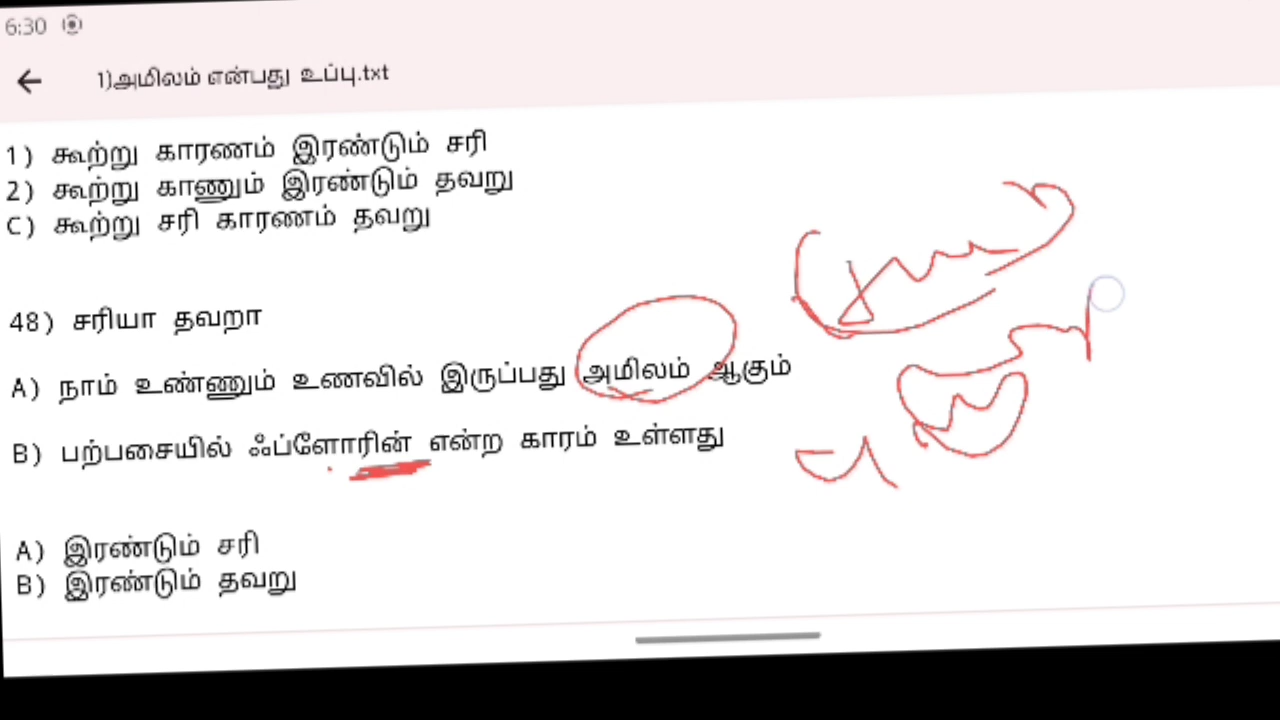 6:30
1)அமிலம் என்பது உப்பு.txt
1) கூற்று காரணம் இரண்டும் சரி
2) கூற்று காணும் இரண்டும் தவறு
C) கூற்று சரி காரணம் தவறு
48) சரியா தவறா
A) நாம் உண்ணும் உணவில் இருப்பது அமிலம் ஆகும்
B) பற்பசையில் ஃப்ளோரின் என்ற காரம் உள்ளது
A) இரண்டும் சரி
B) இரண்டும் தவறு